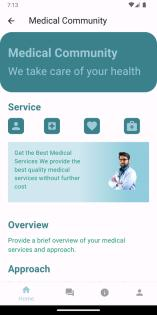 7:13
Medical Community
Medical Community
We take care of your health
Service
Get the Best Medical
Services We provide the
best quality medical
services without further
cost
Overview
Provide a brief overview of your medical
services and approach.
Approach
Home